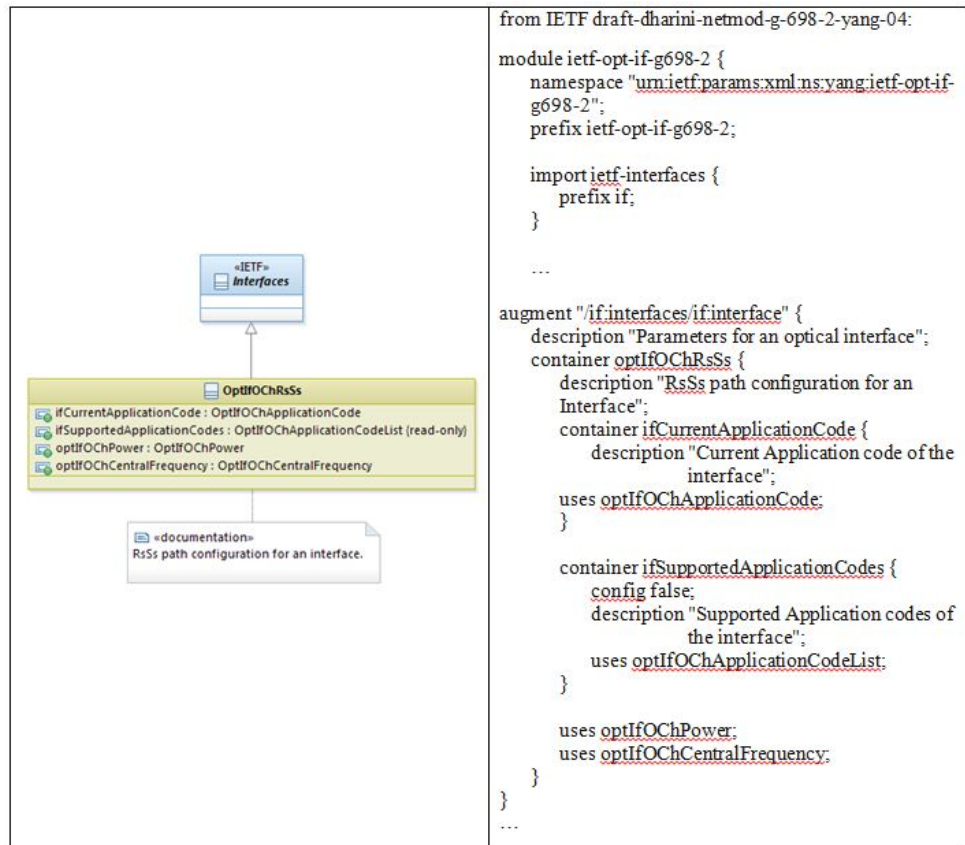 «IETF»
Interfaces
OptIfOChRsSs
ifCurrentApplicationCode : OptIfOChApplicationCode
ifSupportedApplicationCodes : OptIfOChApplicationCodeList (read-only)
optIfOChPower : OptIfOChPower
optIfOChCentralFrequency : OptIfOChCentralFrequency
«documentation»
RsSs path configuration for an interface.
from IETF draft-dharini-netmod-g-698-2-yang-04:
module ietf-opt-if-g698-2 {
namespace "urn:ietf:params:xml:ns:yang:ietf-opt-if-
g698-2";
prefix ietf-opt-if-g698-2;
import ietf-interfaces {
prefix if;
}
…
augment "/if:interfaces/if:interface" {
description "Parameters for an optical interface";
container optIfOChRsSs {
description "RsSs path configuration for an
Interface";
container ifCurrentApplicationCode {
description "Current Application code of the
interface";
uses optIfOChApplicationCode;
}
container ifSupportedApplicationCodes {
config false;
description "Supported Application codes of
the interface";
uses optIfOChApplicationCodeList;
}
uses optIfOChPower;
uses optIfOChCentralFrequency;
}
}
…